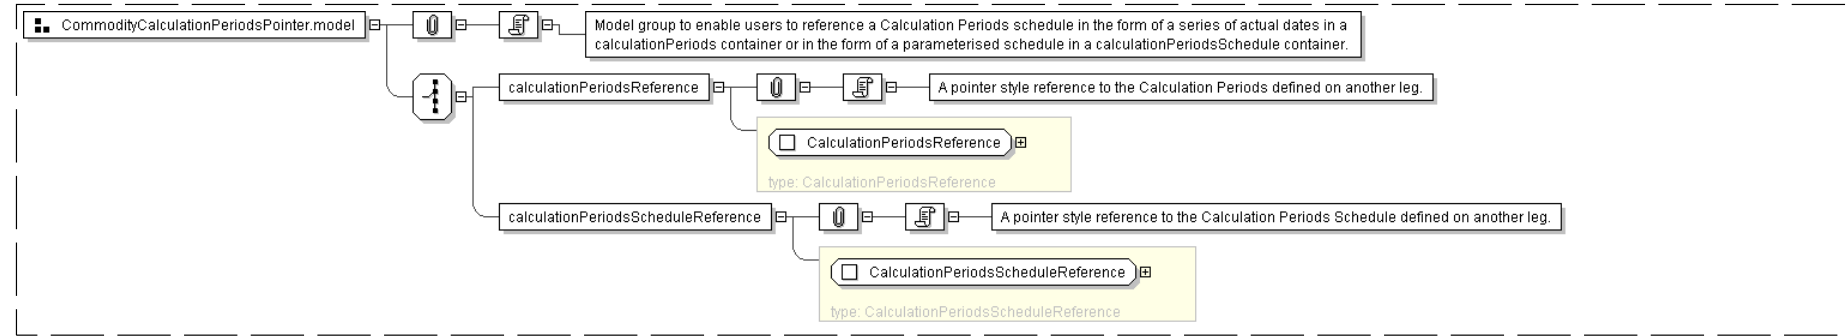 CommodityCalculationPeriodsPointer.model
Model group to enable users to reference a Calculation Periods schedule in the form of a series of actual dates in a
calculationPeriods container or in the form of a parameterised schedule in a calculationPeriodsSchedule container.
calculationPeriodsReference
A pointer style reference to the Calculation Periods defined on another leg.
CalculationPeriodsReference
type: CalculationPeriodsReference
calculationPeriodsScheduleReference
A pointer style reference to the Calculation Periods Schedule defined on another leg.
CalculationPeriodsScheduleReference
type: CalculationPeriodsScheduleReference